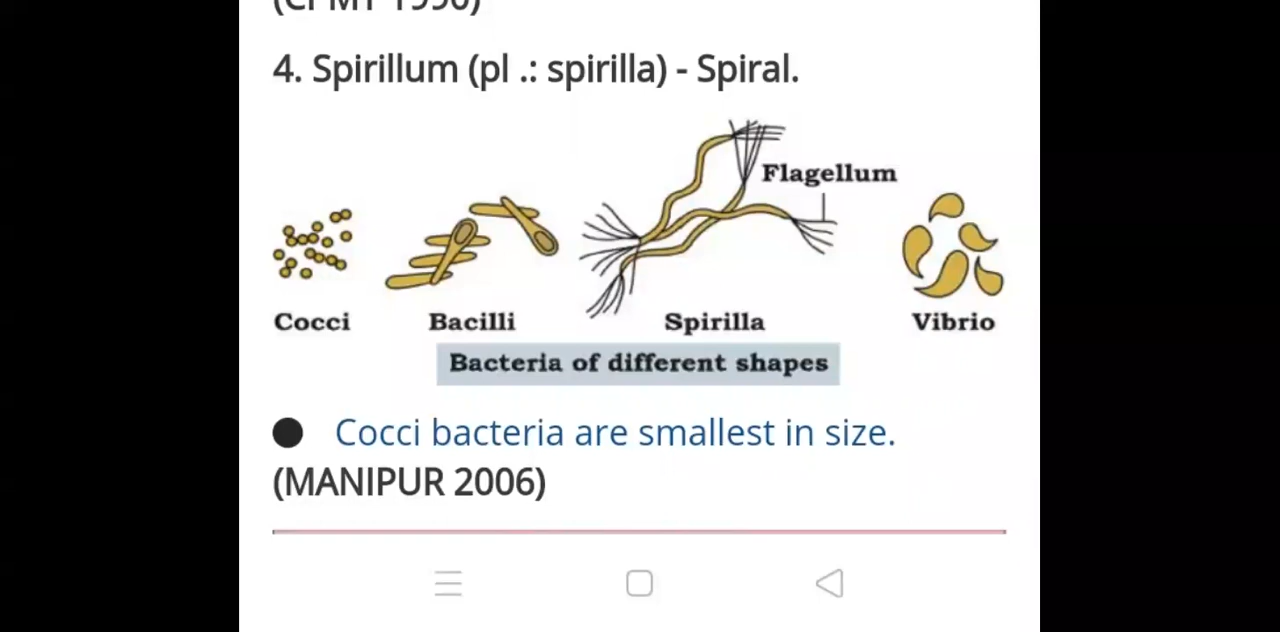 4. Spirillum (pl .: spirilla) - Spiral.
Flagellum
Cocci Bacilli Spirilla Vibrio
Bacteria of different shapes
Cocci bacteria are smallest in size.
(MANIPUR 2006)